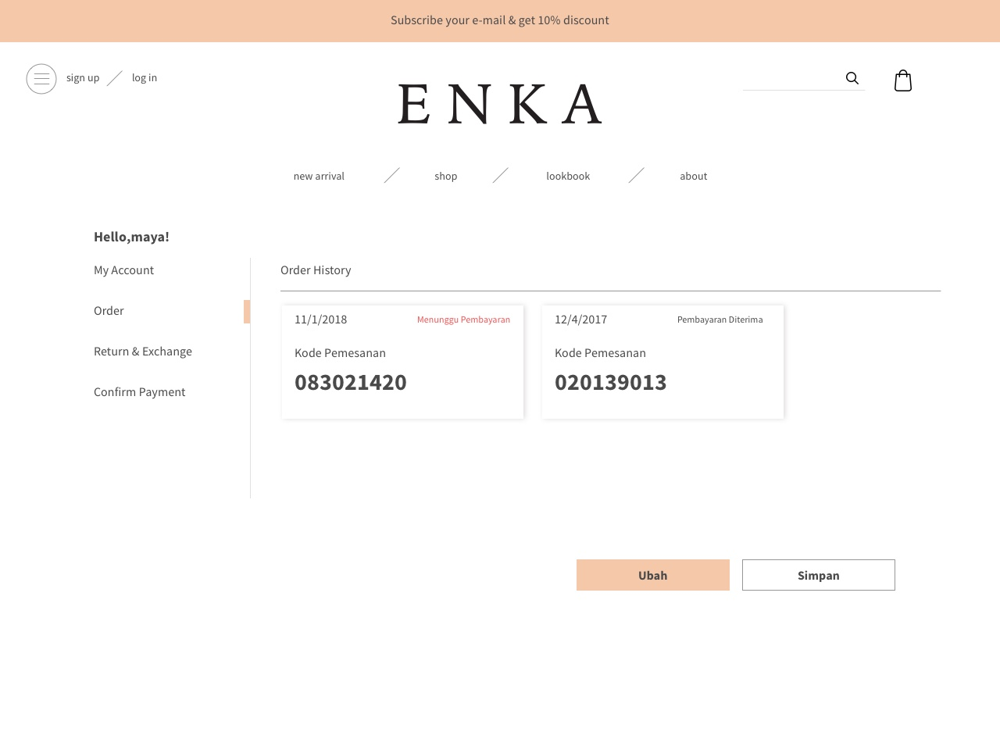 Subscribe your e-mail & get 10% discount
sign up
log in
ENKA
new arrival
shop
lookbook
about
Hello,maya!
My Account
Order
Return & Exchange
Confirm Payment
Order History
11/1/2018
Menunggu Pembayaran
Kode Pemesanan
083021420
12/4/2017
Pembayaran Diterima
Kode Pemesanan
020139013
Ubah
Simpan